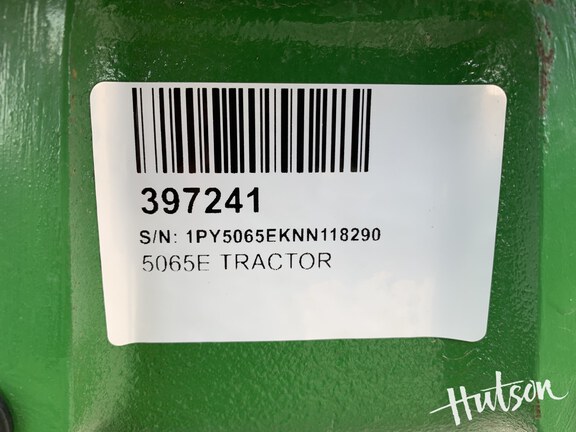 397241
S/N: 1PY5065EKNN118290
5065E TRACTOR
Hutson